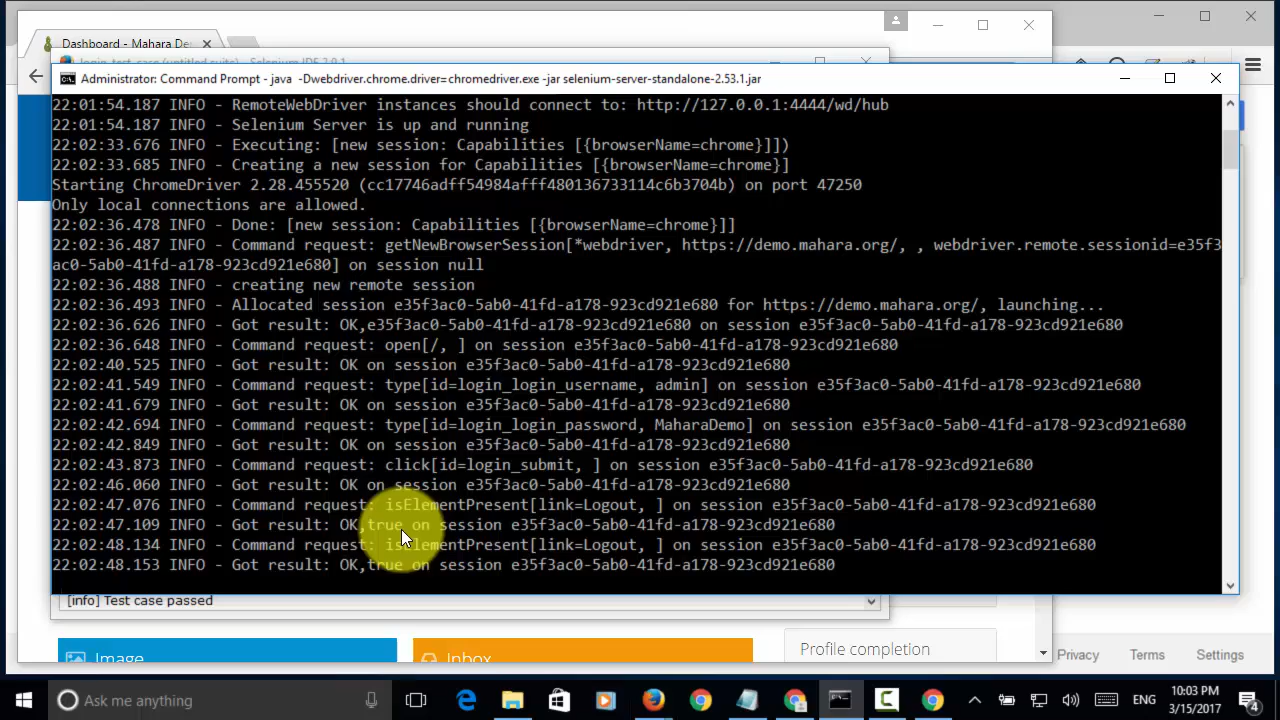 Dashboard - Mahara De
Administrator: Command Prompt - java -Dwebdriver.chrome.driver=chromedriver.exe -jar selenium-server-standalone-2.53.1.jar
22:01:54.187 INFO - RemoteWebDriver instances should connect to: http://127.0.0.1:4444/wd/hub
22:01:54.187 INFO - Selenium Server is up and running
22:02:33.676 INFO - Executing: [new session: Capabilities [{browserName=chrome}]])
22:02:33.685 INFO - Creating a new session for Capabilities [{browserName=chrome}]
Starting ChromeDriver 2.28.455520 (cc17746adff54984afff480136733114c6b3704b) on port 47250
Only local connections are allowed.
22:02:36.478 INFO - Done: [new session: Capabilities [{browserName=chrome}]]
22:02:36.487 INFO - Command request: getNewBrowserSession[*webdriver, https://demo.mahara.org/, , webdriver.remote.sessionid=e35f3
ac0-5ab0-41fd-a178-923cd921e680] on session null
22:02:36.488 INFO - creating new remote session
22:02:36.493 INFO - Allocated session e35f3ac0-5ab0-41fd-a178-923cd921e680 for https://demo.mahara.org/, launching...
22:02:36.626 INFO - Got result: OK,e35f3ac0-5ab0-41fd-a178-923cd921e680 on session e35f3ac0-5ab0-41fd-a178-923cd921e680
22:02:36.648 INFO - Command request: open[/, ] on session e35f3ac0-5ab0-41fd-a178-923cd921e680
22:02:40.525 INFO - Got result: OK on session e35f3ac0-5ab0-41fd-a178-923cd921e680
22:02:41.549 INFO - Command request: type[id=login_login_username, admin] on session e35f3ac0-5ab0-41fd-a178-923cd921e680
22:02:41.679 INFO - Got result: OK on session e35f3ac0-5ab0-41fd-a178-923cd921e680
22:02:42.694 INFO - Command request: type[id=login_login_password, MaharaDemo] on session e35f3ac0-5ab0-41fd-a178-923cd921e680
22:02:42.849 INFO - Got result: OK on session e35f3ac0-5ab0-41fd-a178-923cd921e680
22:02:43.873 INFO - Command request: click[id=login_submit, ] on session e35f3ac0-5ab0-41fd-a178-923cd921e680
22:02:46.060 INFO - Got result: OK on session e35f3ac0-5ab0-41fd-a178-923cd921e680
22:02:47.076 INFO - Command request: isElementPresent[link=Logout, ] on session e35f3ac0-5ab0-41fd-a178-923cd921e680
22:02:47.109 INFO - Got result: OK,true on session e35f3ac0-5ab0-41fd-a178-923cd921e680
22:02:48.134 INFO - Command request: isElementPresent[link=Logout, ] on session e35f3ac0-5ab0-41fd-a178-923cd921e680
22:02:48.153 INFO - Got result: OK,true on session e35f3ac0-5ab0-41fd-a178-923cd921e680
[info] Test case passed
Image
Inbox
Profile completion
Privacy Terms Settings
Ask me anything
ENG
10:03 PM
3/15/2017
4